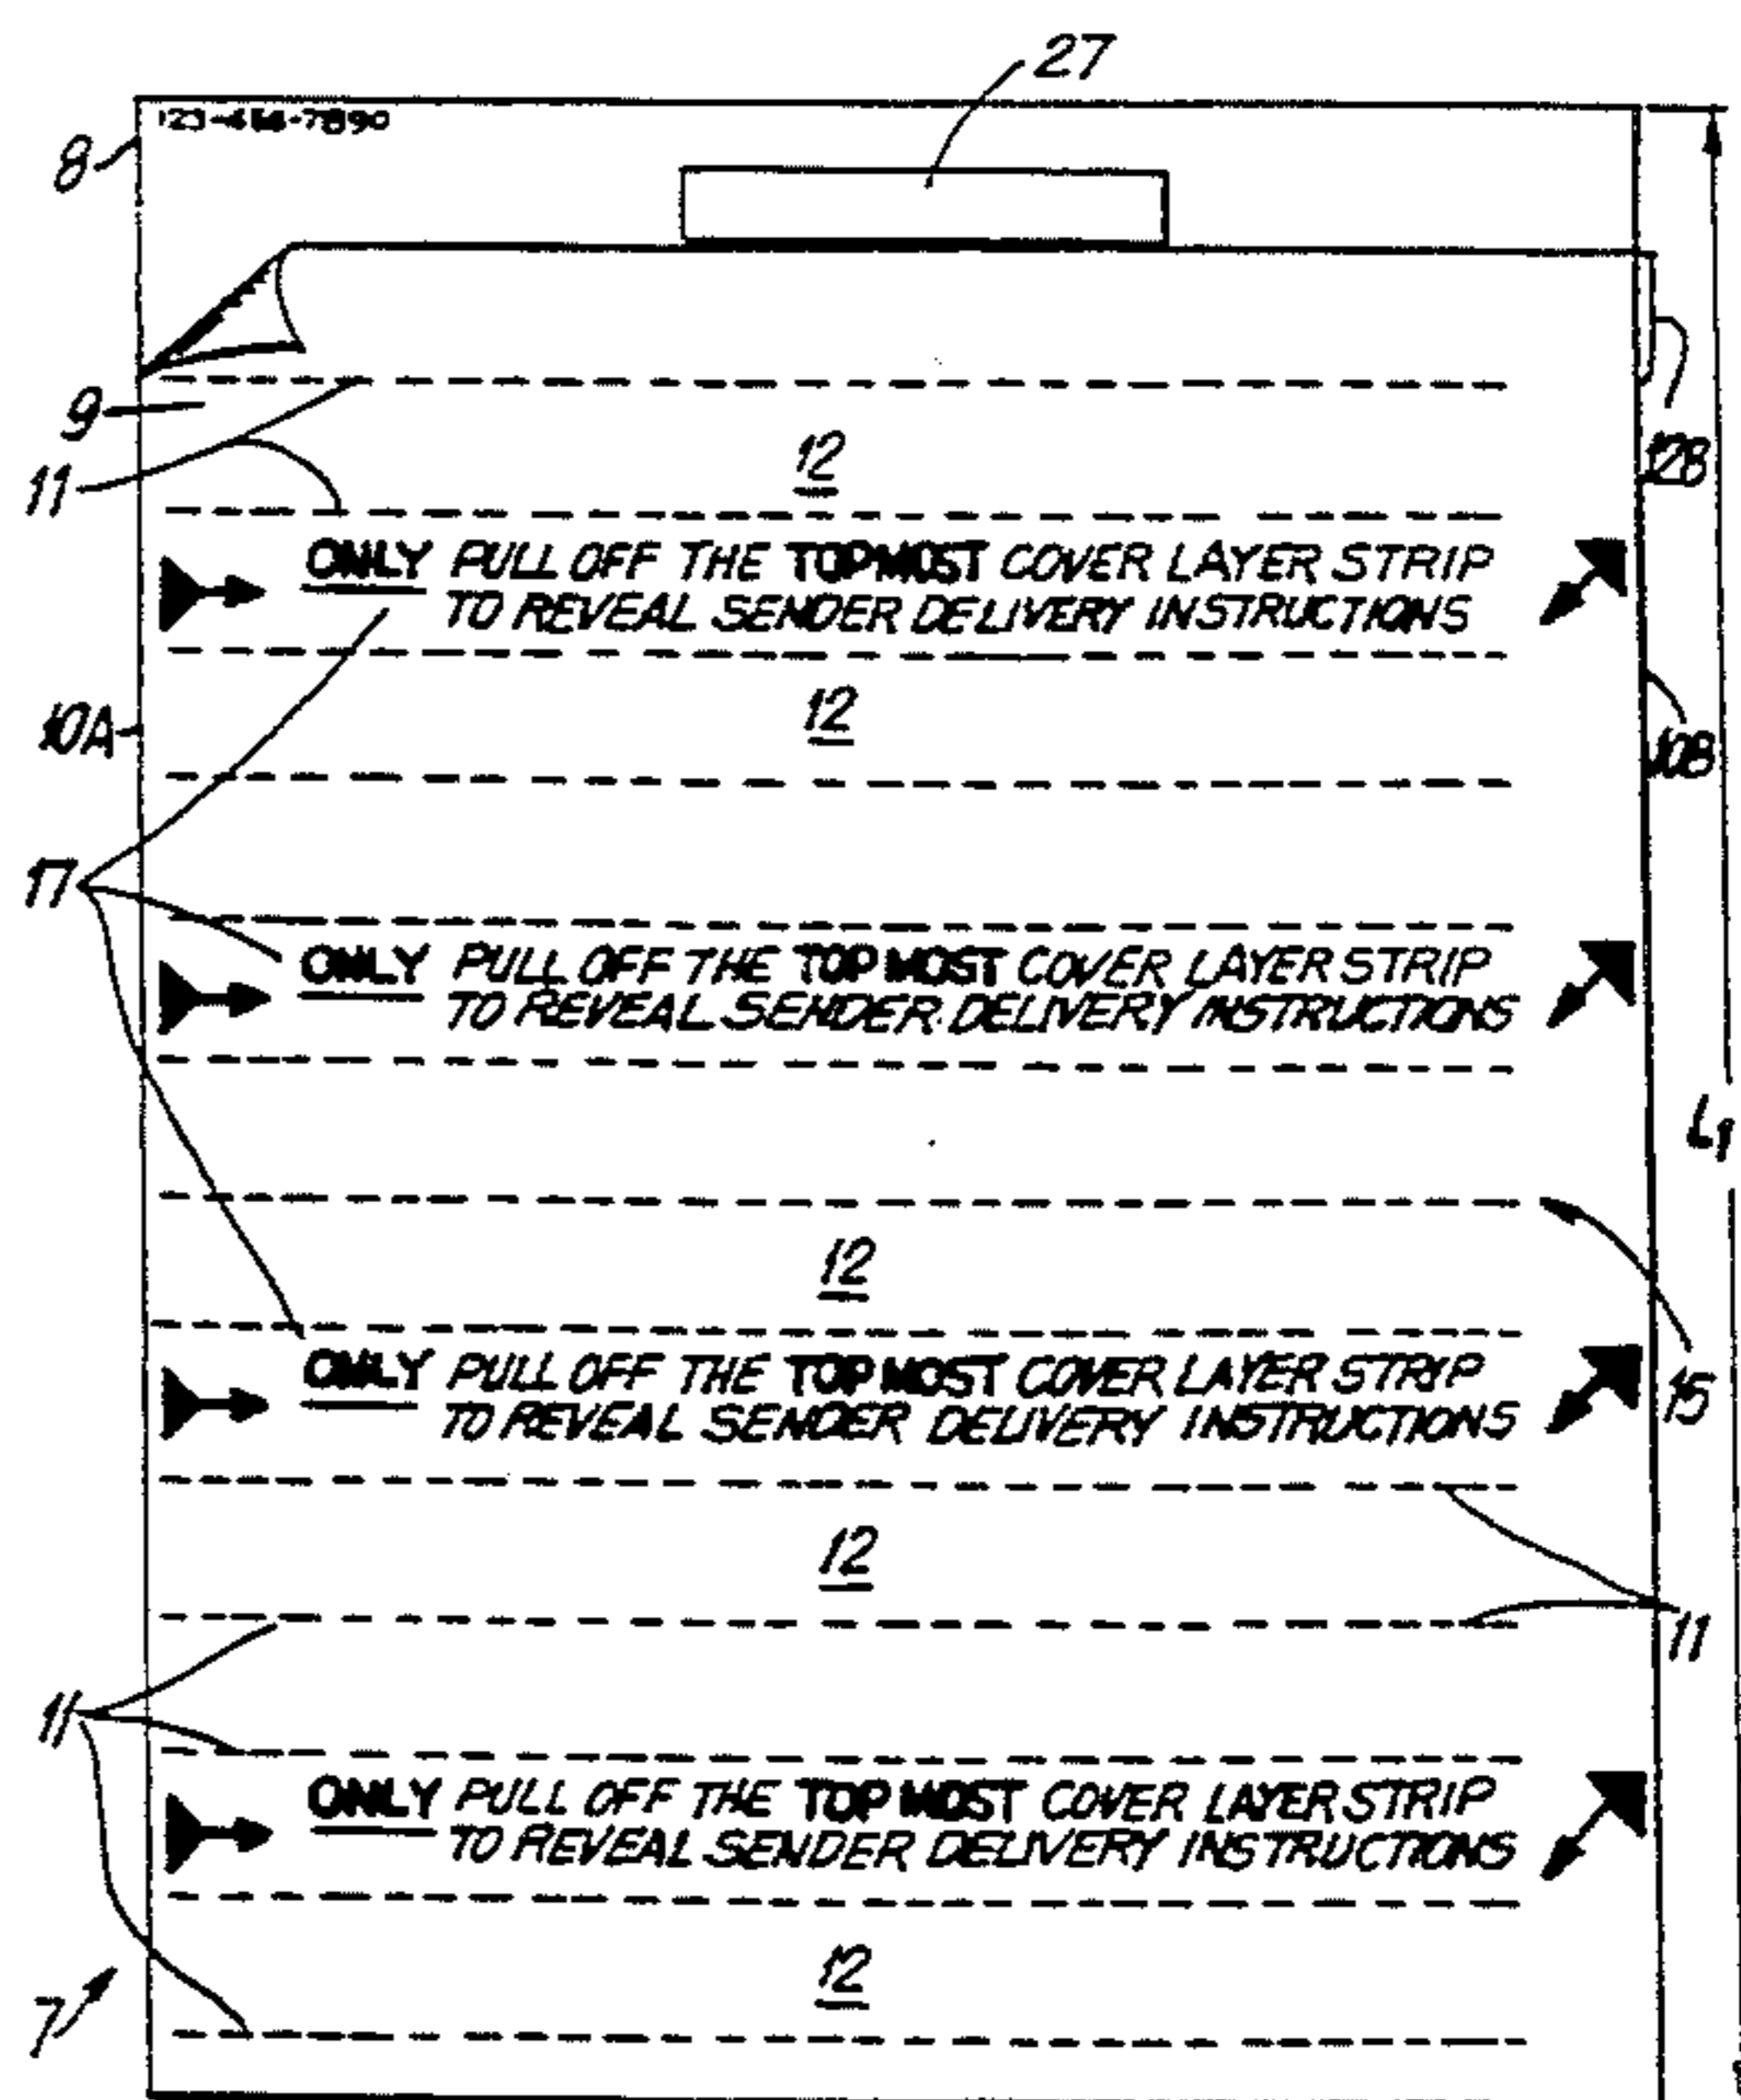 27
123-456-7890
8
9
11
12
12B
ONLY PULL OFF THE TOPMOST COVER LAYER STRIP
TO REVEAL SENDER DELIVERY INSTRUCTIONS
12
10A
10B
17
ONLY PULL OFF THE TOP MOST COVER LAYER STRIP
TO REVEAL SENDER DELIVERY INSTRUCTIONS
L1
12
ONLY PULL OFF THE TOP MOST COVER LAYER STRIP
TO REVEAL SENDER DELIVERY INSTRUCTIONS
15
12
11
11
ONLY PULL OFF THE TOP MOST COVER LAYER STRIP
TO REVEAL SENDER DELIVERY INSTRUCTIONS
12
7